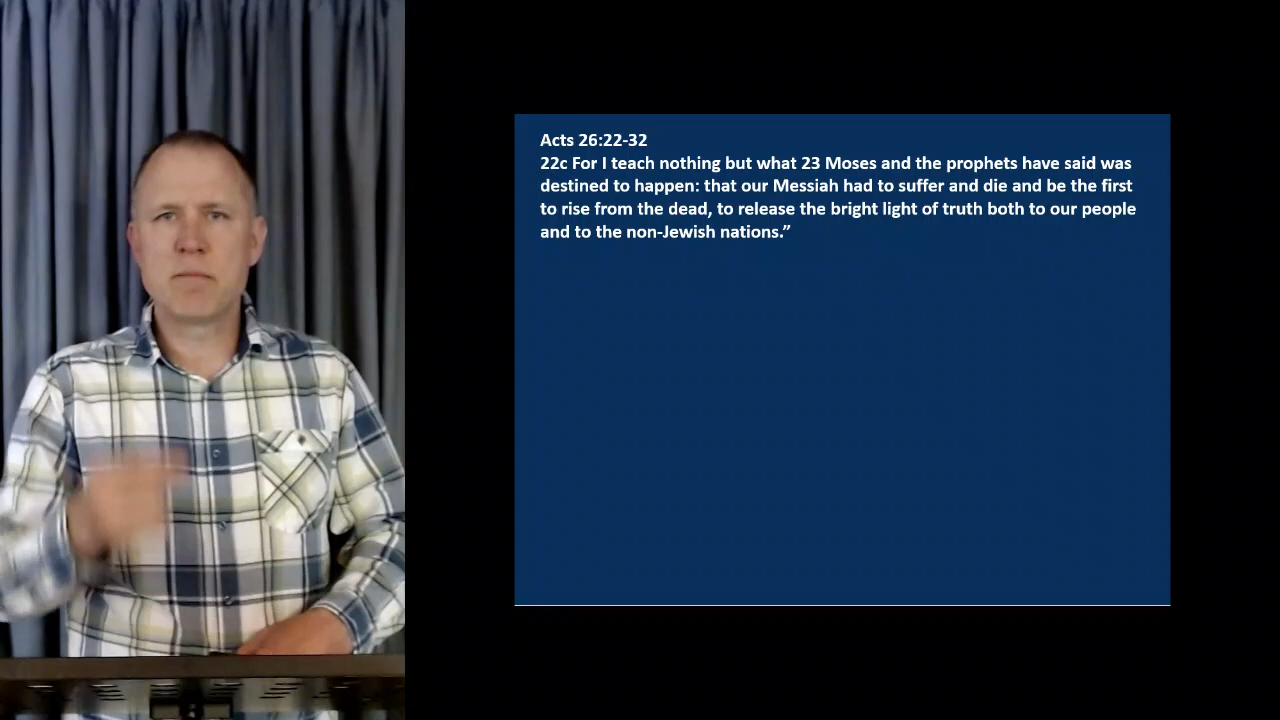 Acts 26:22-32
22c For I teach nothing but what 23 Moses and the prophets have said was
destined to happen: that our Messiah had to suffer and die and be the first
to rise from the dead, to release the bright light of truth both to our people
and to the non-Jewish nations.”